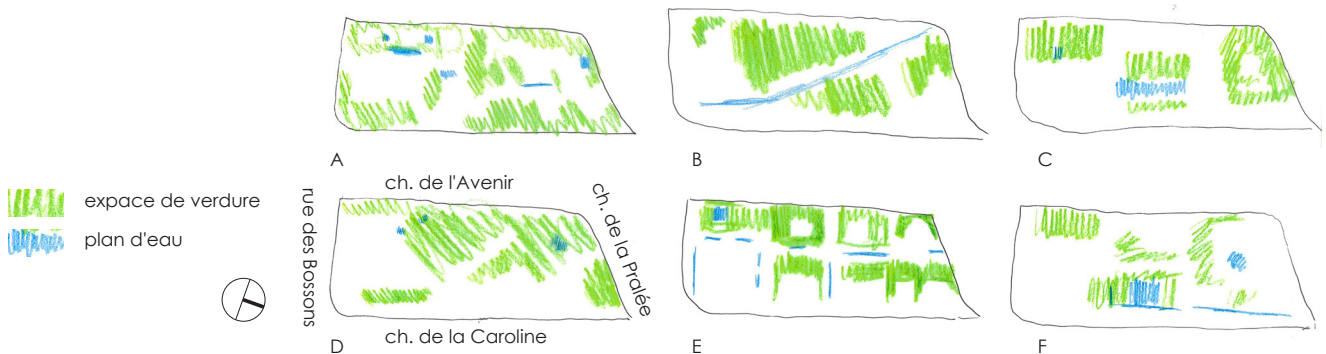 A
B
C
expace de verdure
plan d'eau
rue des Bossons
ch. de l'Avenir
ch. de la Pralée
ch. de la Caroline
D
E
F